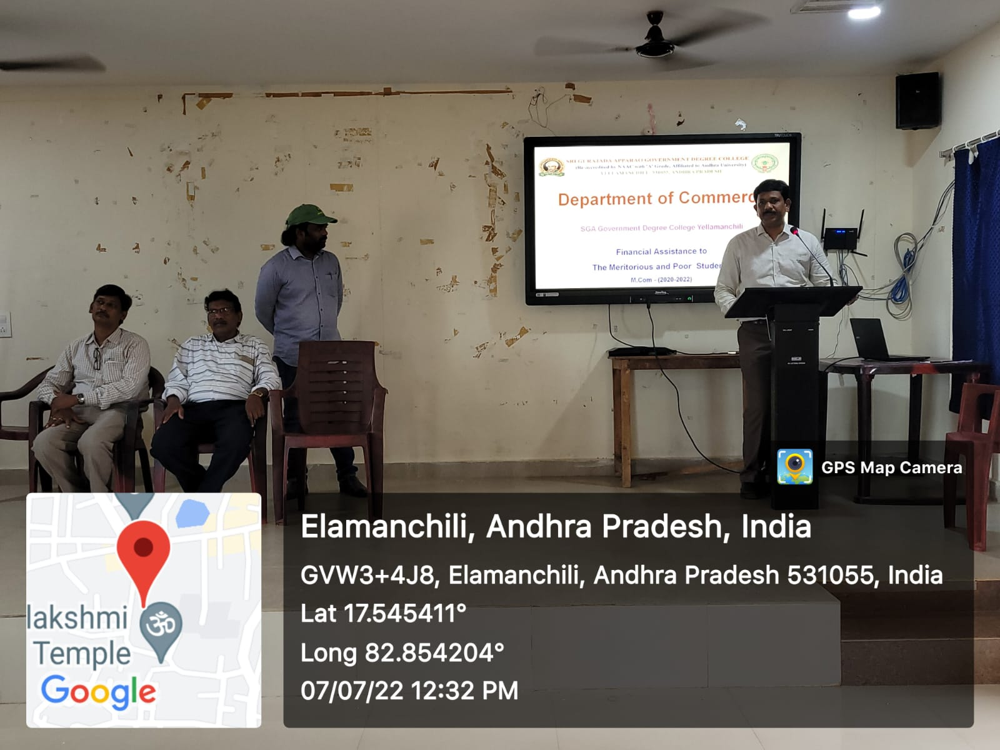 TRUTOUCH
SRI GURAJADA APPARAO GOVERNMENT DEGREE COLLEGE
(Re-accredited by NAAC with 'A' Grade, Affiliated to Andhra University)
YELLAMANCHILI, 531055, ANDHRA PRADESH
Department of Commerc
SGA Government Degree College Yellamanchili
Financial Assistance to
The Meritorious and Poor Studen
M.Com - (2020-2022)
GPS Map Camera
Elamanchili, Andhra Pradesh, India
GVW3+4J8, Elamanchili, Andhra Pradesh 531055, India
Lat 17.545411°
Long 82.854204°
07/07/22 12:32 PM
lakshmi
Temple
Google